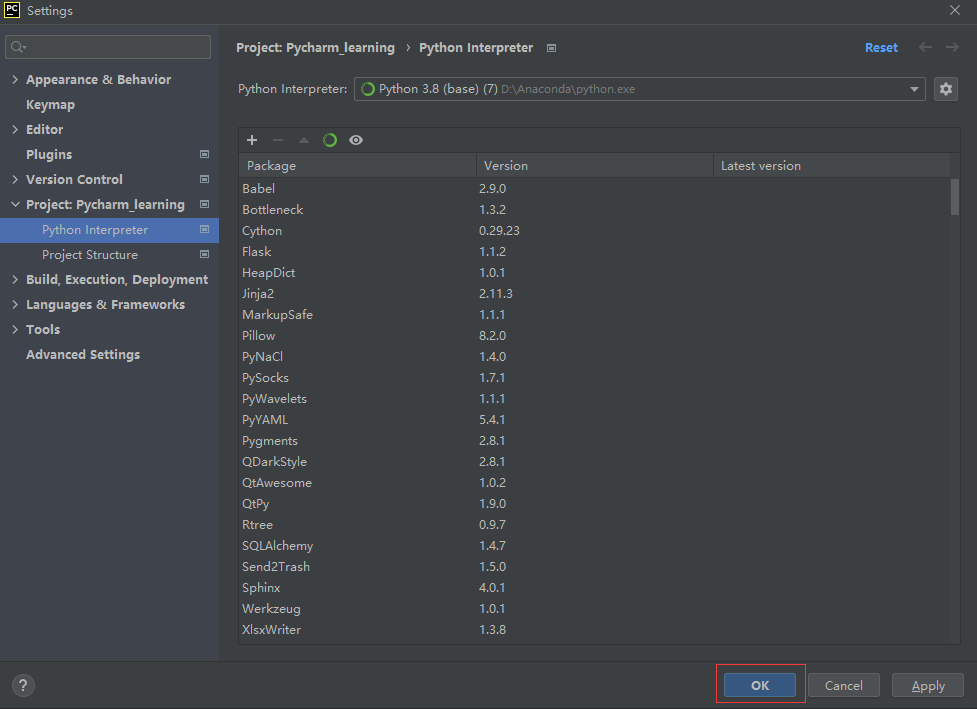 PC Settings
Appearance & Behavior
Keymap
Editor
Plugins
Version Control
Project: Pycharm_learning
Python Interpreter
Project Structure
Build, Execution, Deployment
Languages & Frameworks
Tools
Advanced Settings
Project: Pycharm_learning › Python Interpreter Reset
Python Interpreter: Python 3.8 (base) (7) D:\Anaconda\python.exe
Package Version Latest version
Babel 2.9.0
Bottleneck 1.3.2
Cython 0.29.23
Flask 1.1.2
HeapDict 1.0.1
Jinja2 2.11.3
MarkupSafe 1.1.1
Pillow 8.2.0
PyNaCl 1.4.0
PySocks 1.7.1
PyWavelets 1.1.1
PyYAML 5.4.1
Pygments 2.8.1
QDarkStyle 2.8.1
QtAwesome 1.0.2
QtPy 1.9.0
Rtree 0.9.7
SQLAlchemy 1.4.7
Send2Trash 1.5.0
Sphinx 4.0.1
Werkzeug 1.0.1
XlsxWriter 1.3.8
? OK Cancel Apply